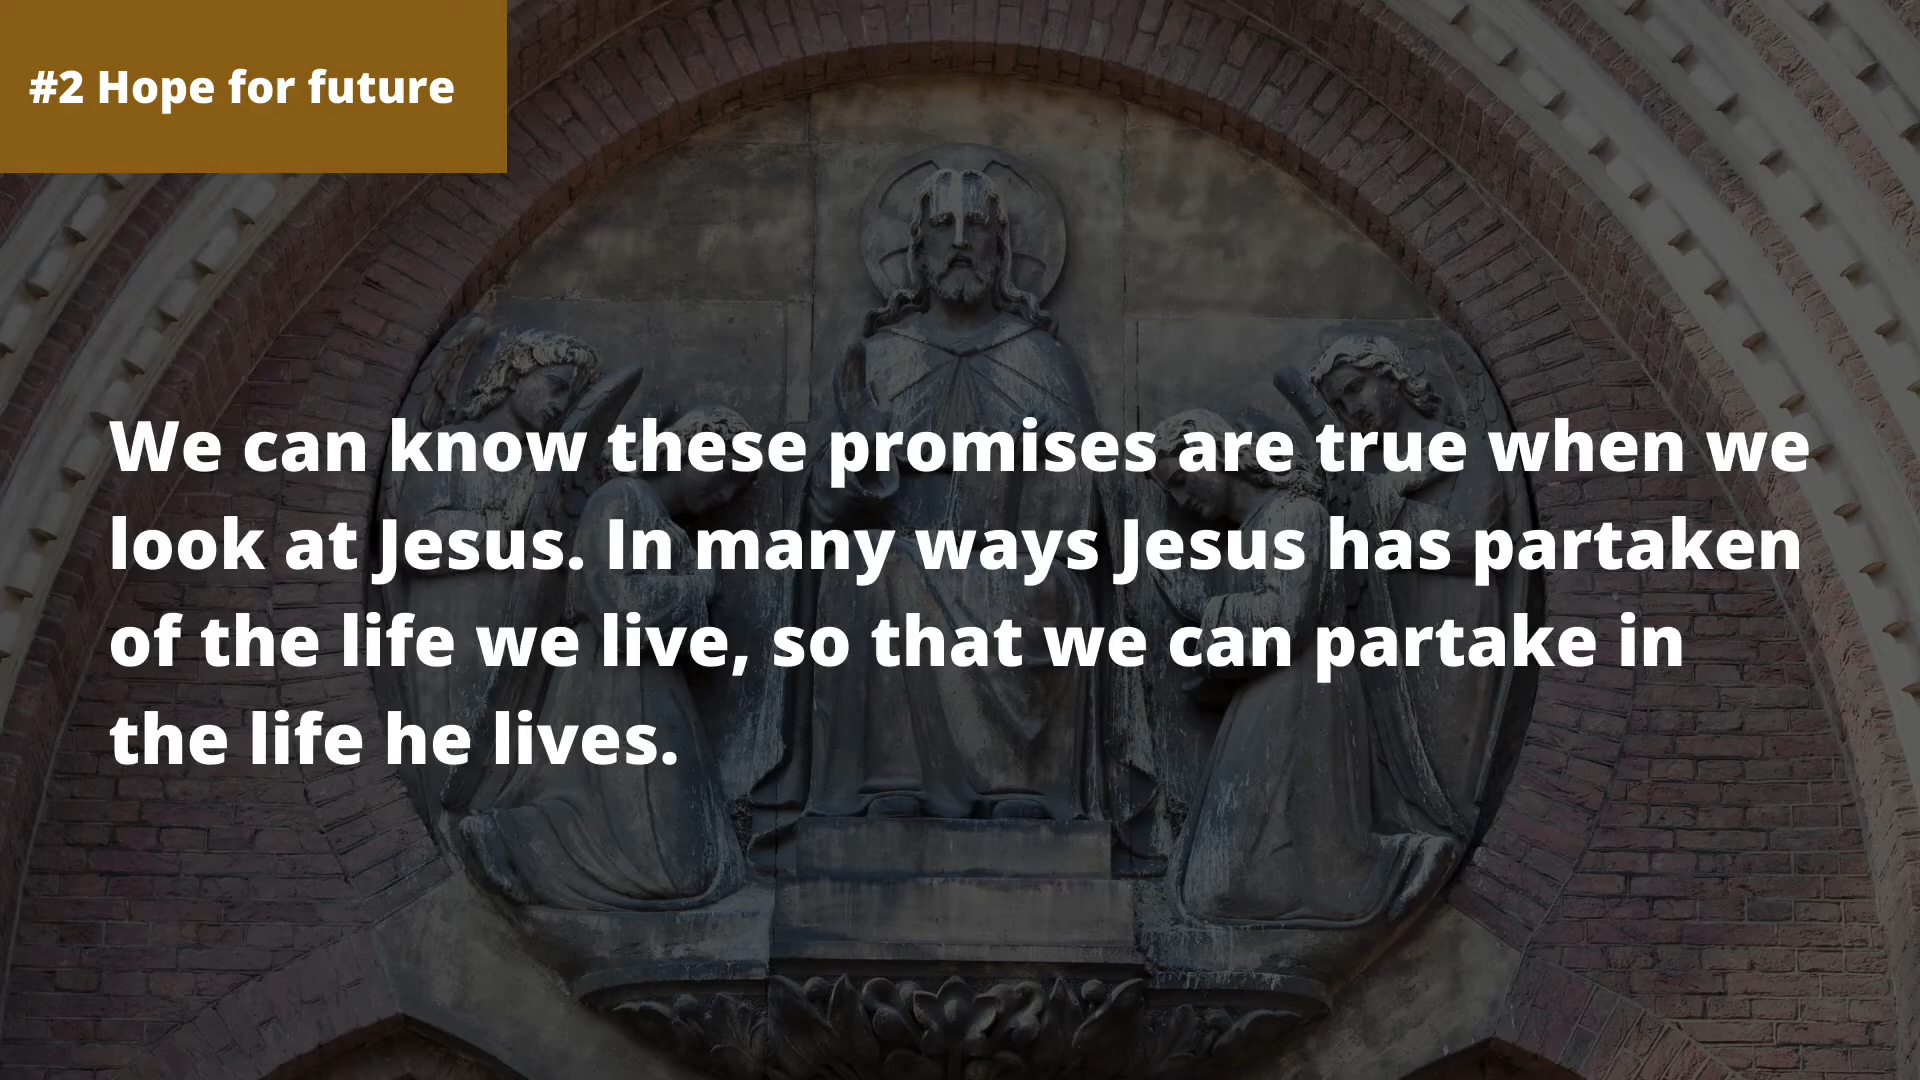 #2 Hope for future
We can know these promises are true when we
look at Jesus. In many ways Jesus has partaken
of the life we live, so that we can partake in
the life he lives.